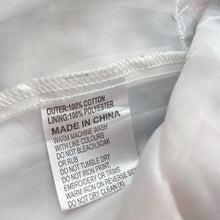 OUTER:100% COTTON
LINING:100% POLYESTER
MADE IN CHINA
WARM MACHINE WASH
WITH LIKE COLOURS
DO NOT BLEACH,SOAK
OR RUB
DO NOT TUMBLE DRY
DO NOT IRON PRINTS,
EMBROIDERY OR TRIMS
WARM IRON ON REVERSE
DO NOT DRY CLEAN